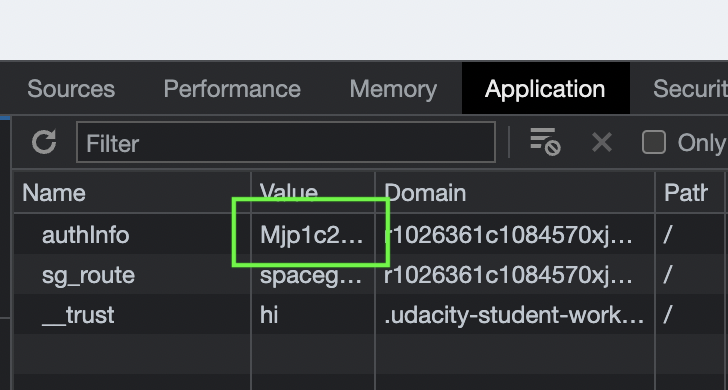 Sources Performance Memory Application Securit
Filter Only
Name Value Domain Path
authInfo Mjp1c2... r1026361c1084570xj... /
sg_route spaceg... r1026361c1084570xj... /
__trust hi .udacity-student-work... /